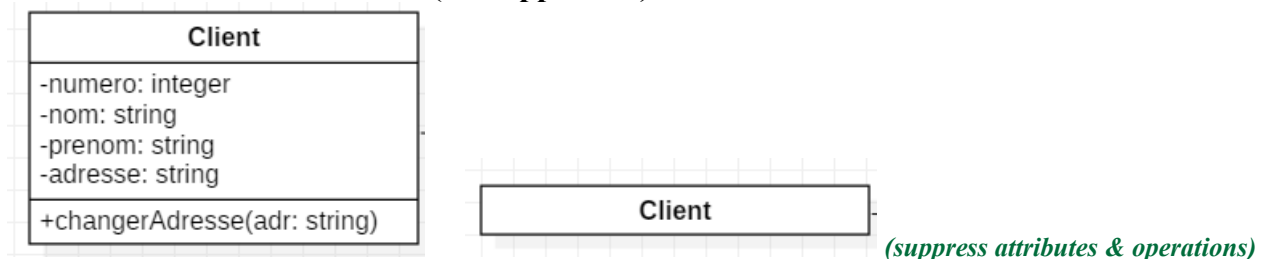 Client
-numero: integer
-nom: string
-prenom: string
-adresse: string
+changerAdresse(adr: string)
Client
(suppress attributes & operations)